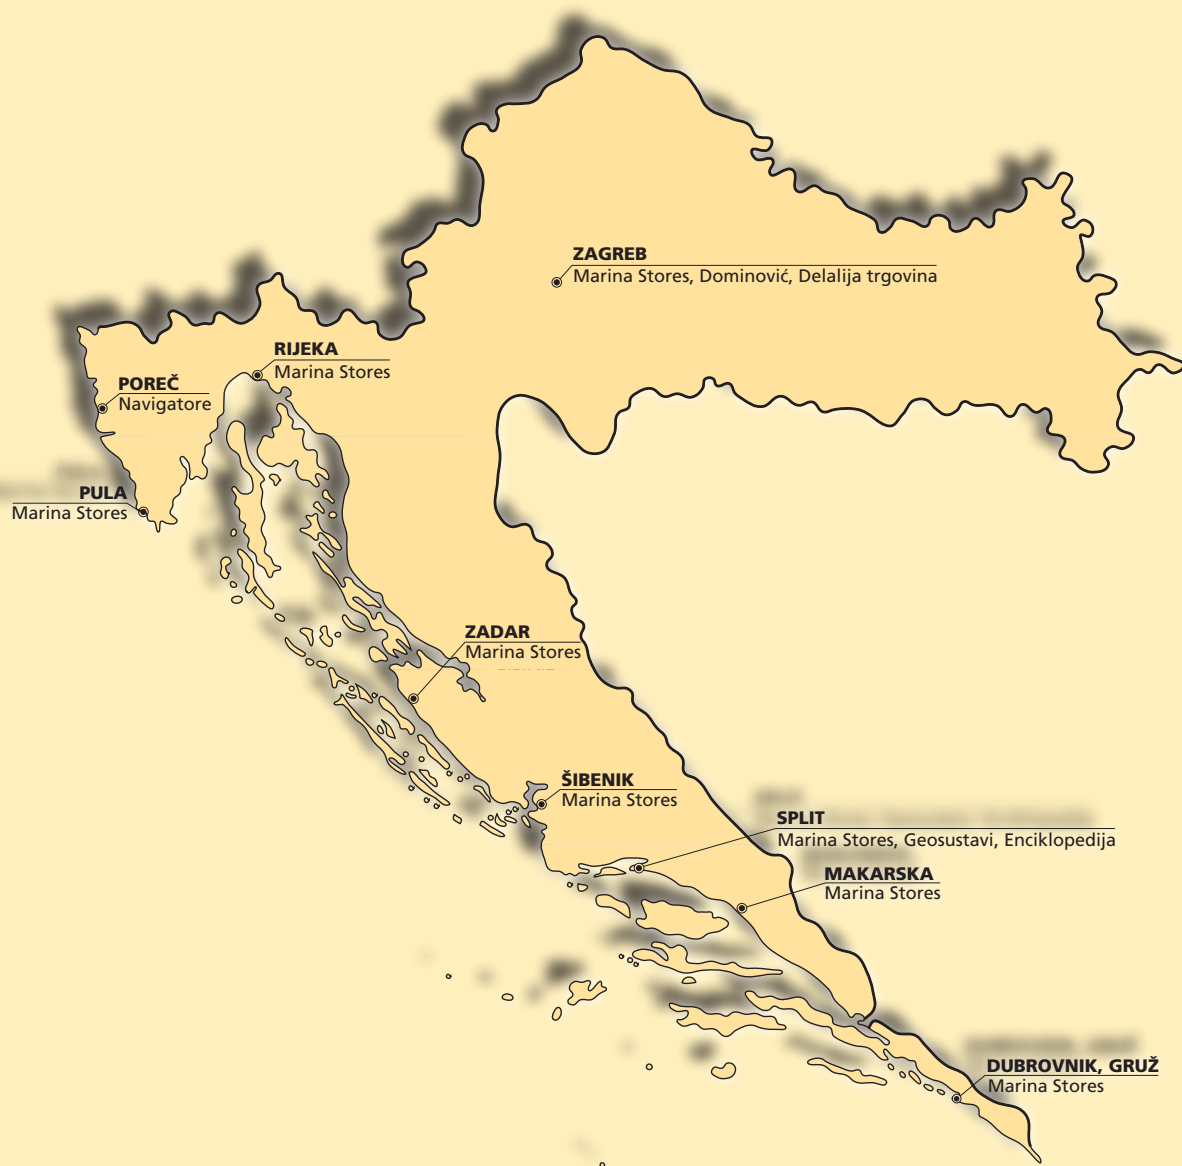 ZAGREB
Marina Stores, Dominović, Delalija trgovina
RIJEKA
Marina Stores
POREČ
Navigatore
PULA
Marina Stores
ZADAR
Marina Stores
ŠIBENIK
Marina Stores
SPLIT
Marina Stores, Geosustavi, Enciklopedija
MAKARSKA
Marina Stores
DUBROVNIK, GRUŽ
Marina Stores